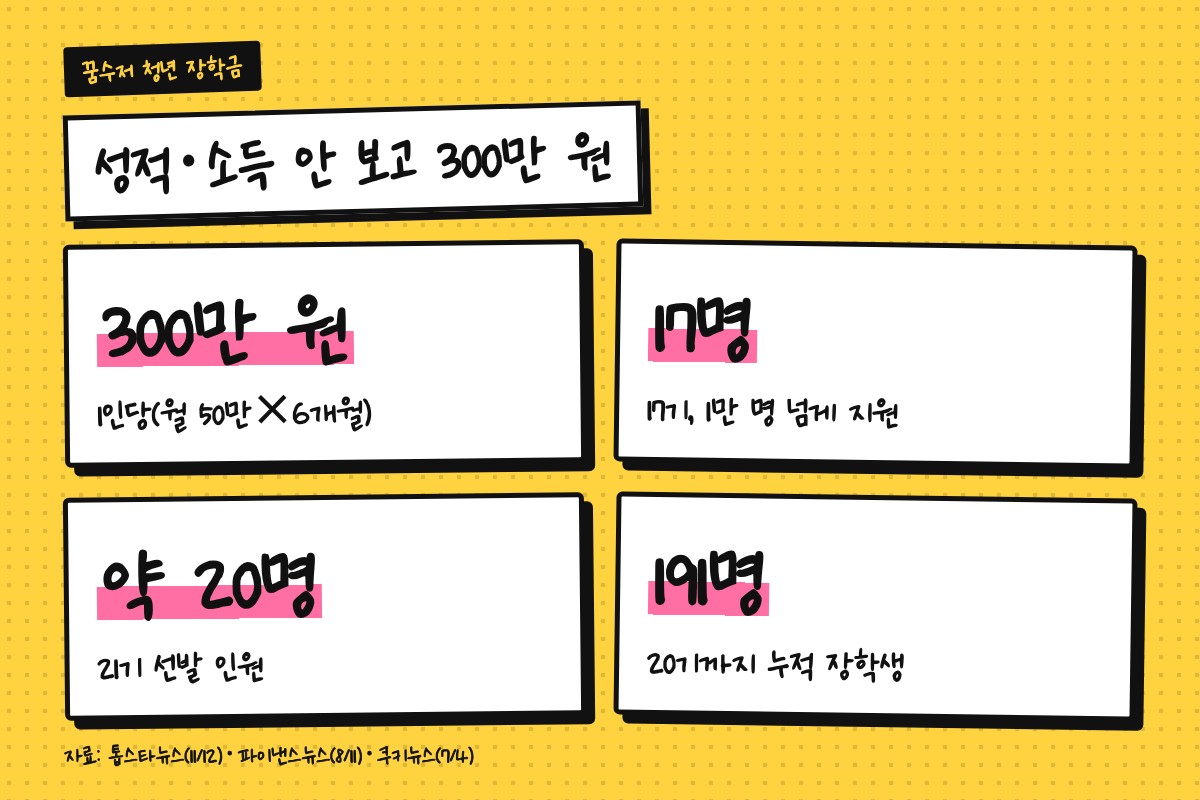 꿈수저 청년 장학금
성적·소득 안 보고 300만 원
300만 원
1인당(월 50만×6개월)
17명
17기, 1만 명 넘게 지원
약 20명
21기 선발 인원
191명
20기까지 누적 장학생
자료: 톱스타뉴스(11/12)·파이낸스뉴스(8/11)·쿠키뉴스(7/4)